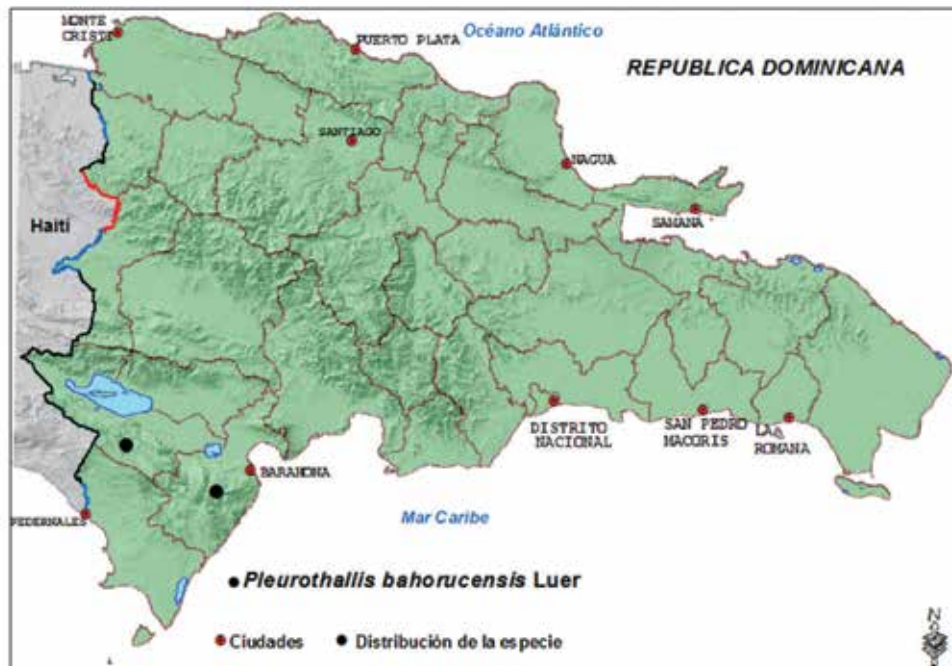 MONTE
CRISTI
PUERTO PLATA
Océano Atlántico
REPUBLICA DOMINICANA
SANTIAGO
NAGUA
SAMANA
Haití
DISTRITO
NACIONAL
SAN PEDRO
MACORIS
LA
ROMANA
BARAHONA
PEDERNALES
Mar Caribe
Pleurothallis bahorucensis Luer
Ciudades
Distribución de la especie